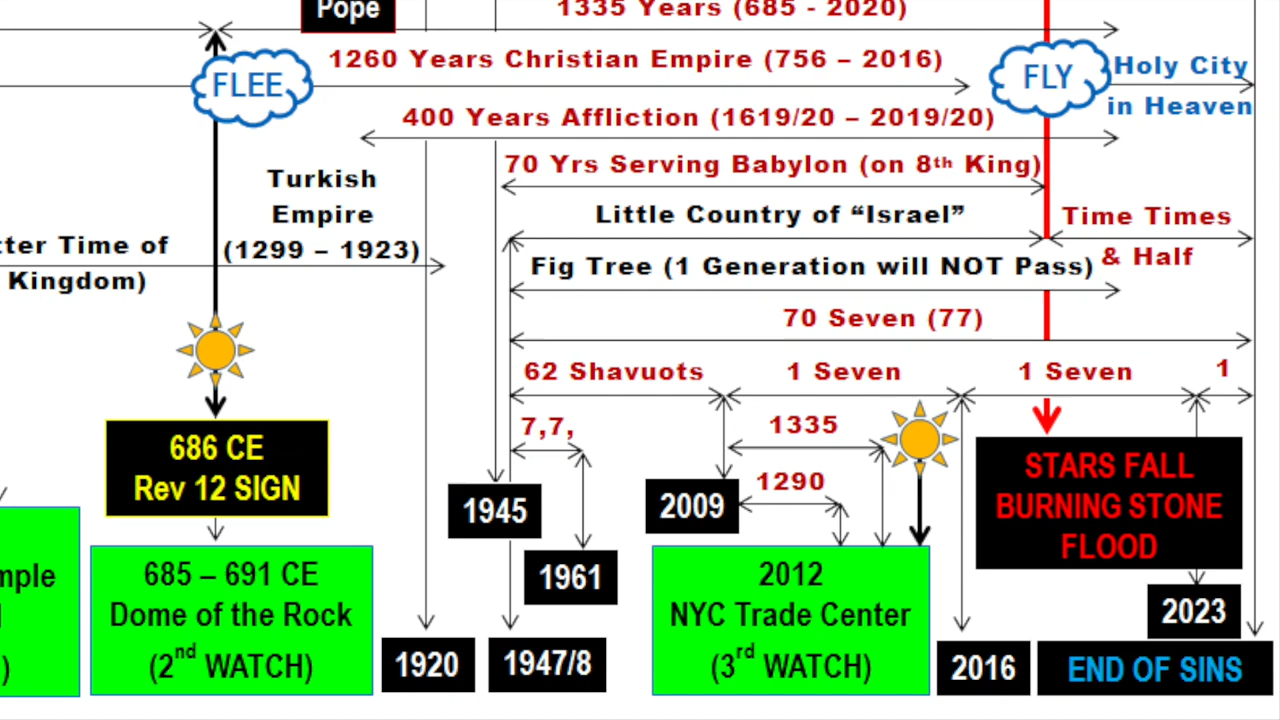 Pope
1335 Years (685 - 2020)
1260 Years Christian Empire (756 – 2016)
FLEE
FLY
Holy City
in Heaven
400 Years Affliction (1619/20 – 2019/20)
70 Yrs Serving Babylon (on 8th King)
Turkish
Empire
(1299 – 1923)
Little Country of “Israel”
Time Times
& Half
Time of
Kingdom)
Fig Tree (1 Generation will NOT Pass)
70 Seven (77)
62 Shavuots
1 Seven
1 Seven
1
7,7,
1335
1290
686 CE
Rev 12 SIGN
1945
2009
STARS FALL
BURNING STONE
FLOOD
1961
685 – 691 CE
Dome of the Rock
(2nd WATCH)
2012
NYC Trade Center
(3rd WATCH)
2023
1920
1947/8
2016
END OF SINS